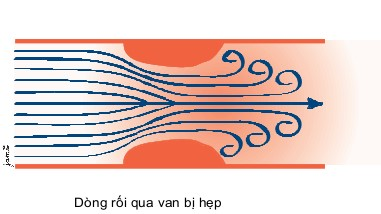 Dòng rối qua van bị hẹp